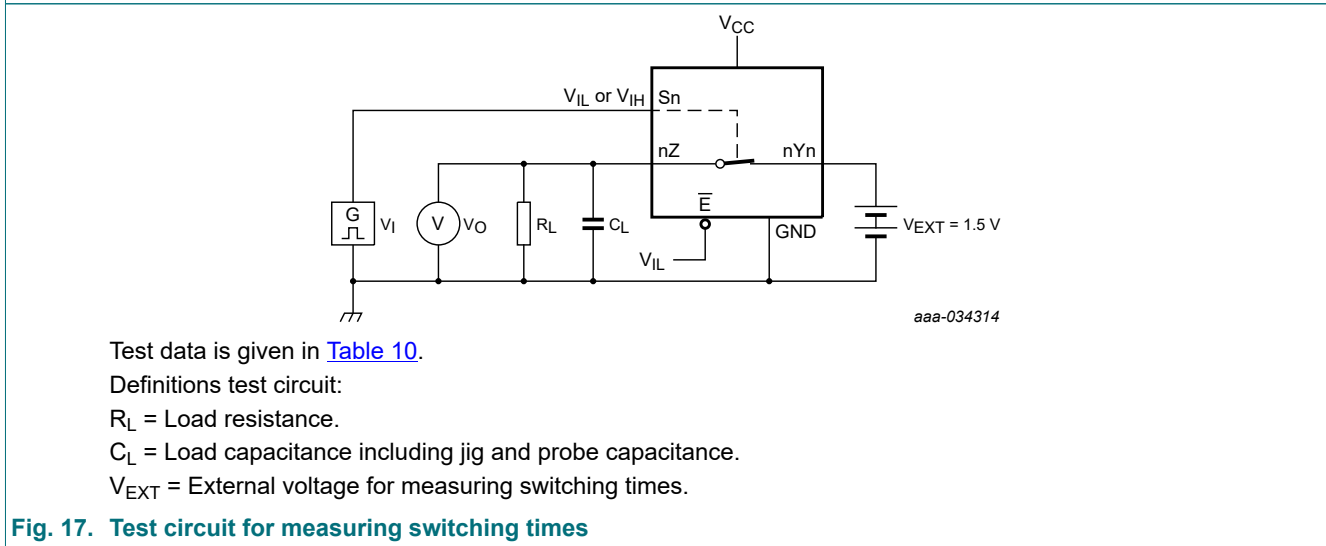 VCC
VIL or VIH
Sn
nZ
nYn
E
G
VI
V
VO
RL
CL
GND
VEXT = 1.5 V
VIL
aaa-034314
Test data is given in Table 10.
Definitions test circuit:
RL = Load resistance.
CL = Load capacitance including jig and probe capacitance.
VEXT = External voltage for measuring switching times.
Fig. 17. Test circuit for measuring switching times